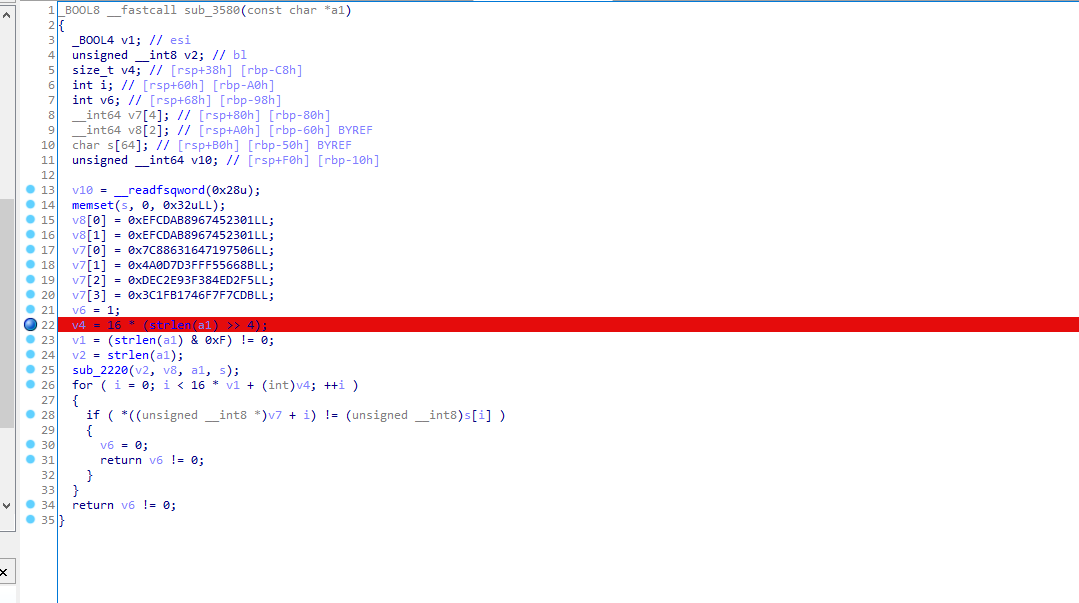 1 _BOOL8 __fastcall sub_3580(const char *a1)
2 {
3 _BOOL4 v1; // esi
4 unsigned __int8 v2; // bl
5 size_t v4; // [rsp+38h] [rbp-C8h]
6 int i; // [rsp+60h] [rbp-A0h]
7 int v6; // [rsp+68h] [rbp-98h]
8 __int64 v7[4]; // [rsp+80h] [rbp-80h]
9 __int64 v8[2]; // [rsp+A0h] [rbp-60h] BYREF
10 char s[64]; // [rsp+B0h] [rbp-50h] BYREF
11 unsigned __int64 v10; // [rsp+F0h] [rbp-10h]
12
13 v10 = __readfsqword(0x28u);
14 memset(s, 0, 0x32uLL);
15 v8[0] = 0xEFCDAB8967452301LL;
16 v8[1] = 0xEFCDAB8967452301LL;
17 v7[0] = 0x7C88631647197506LL;
18 v7[1] = 0x4A0D7D3FFF55668BLL;
19 v7[2] = 0xDEC2E93F384ED2F5LL;
20 v7[3] = 0x3C1FB1746F7F7CDBLL;
21 v6 = 1;
22 v4 = 16 * (strlen(a1) >> 4);
23 v1 = (strlen(a1) & 0xF) != 0;
24 v2 = strlen(a1);
25 sub_2220(v2, v8, a1, s);
26 for ( i = 0; i < 16 * v1 + (int)v4; ++i )
27 {
28 if ( *((unsigned __int8 *)v7 + i) != (unsigned __int8)s[i] )
29 {
30 v6 = 0;
31 return v6 != 0;
32 }
33 }
34 return v6 != 0;
35 }